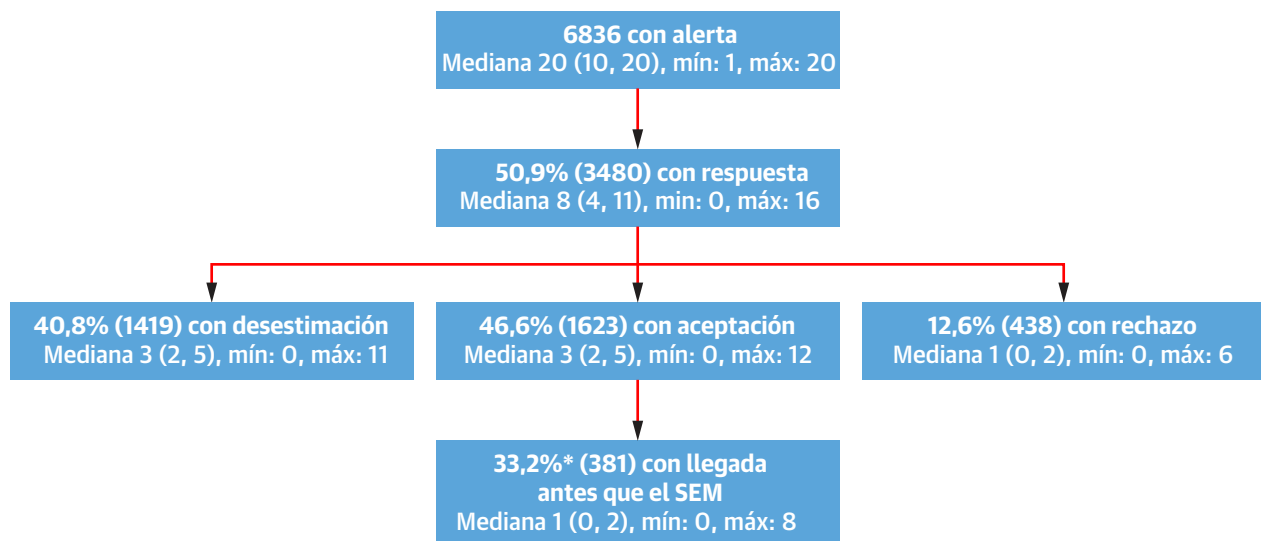 6836 con alerta
Mediana 20 (10, 20), mín: 1, máx: 20
50,9% (3480) con respuesta
Mediana 8 (4, 11), min: 0, máx: 16
40,8% (1419) con desestimación
Mediana 3 (2, 5), mín: 0, máx: 11
46,6% (1623) con aceptación
Mediana 3 (2, 5), mín: 0, máx: 12
12,6% (438) con rechazo
Mediana 1 (0, 2), mín: 0, máx: 6
33,2%* (381) con llegada
antes que el SEM
Mediana 1 (0, 2), mín: 0, máx: 8